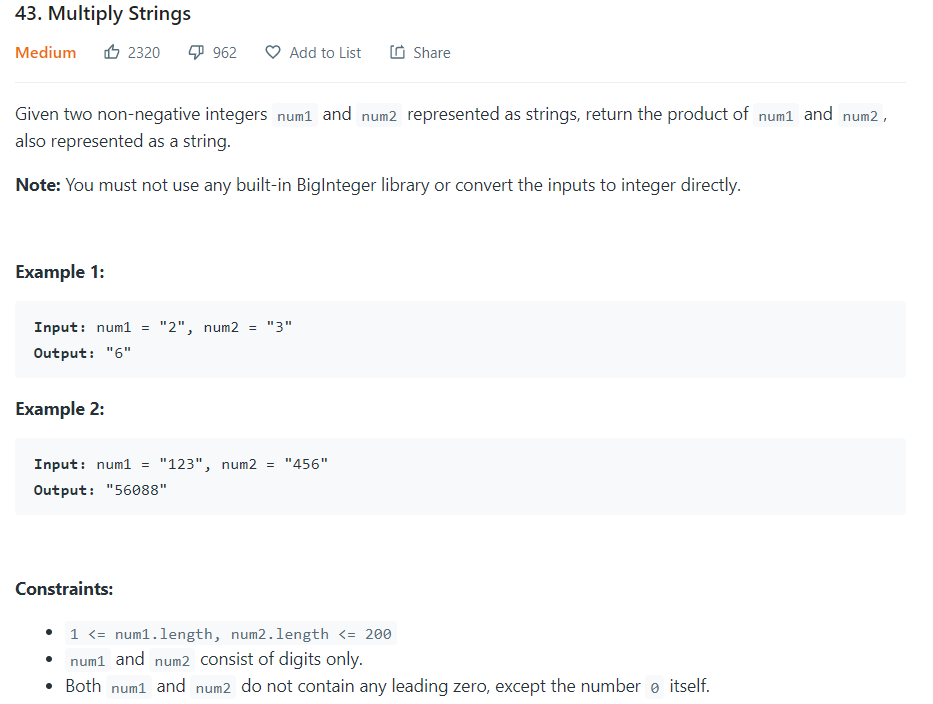 43. Multiply Strings
Medium 2320 962 Add to List Share
Given two non-negative integers num1 and num2 represented as strings, return the product of num1 and num2 ,
also represented as a string.
Note: You must not use any built-in BigInteger library or convert the inputs to integer directly.
Example 1:
Input: num1 = "2", num2 = "3"
Output: "6"
Example 2:
Input: num1 = "123", num2 = "456"
Output: "56088"
Constraints:
• 1 <= num1.length, num2.length <= 200
• num1 and num2 consist of digits only.
• Both num1 and num2 do not contain any leading zero, except the number 0 itself.